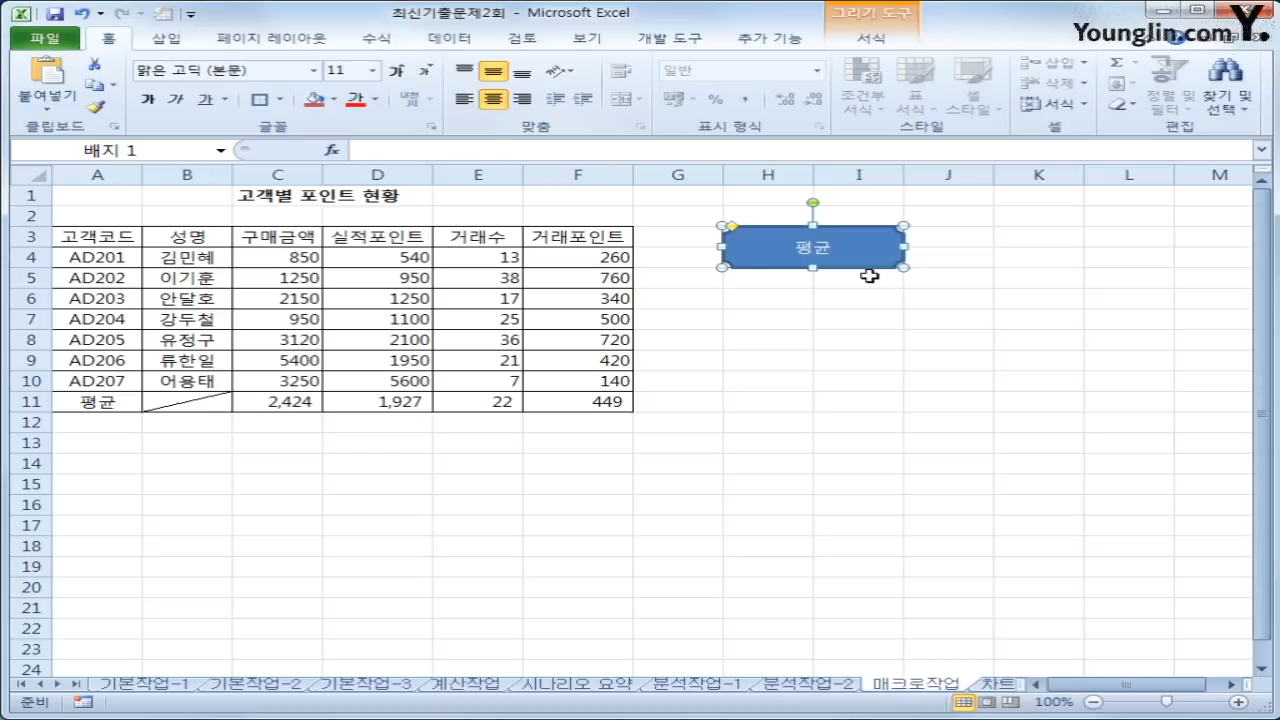 최신기출문제2회 - Microsoft Excel
그리기 도구
Younglin.com Y.
파일 홈 삽입 페이지 레이아웃 수식 데이터 검토 보기 개발 도구 추가 기능 서식
붙여넣기
클립보드
맑은 고딕 (본문) 11 가 가
가 가 가 가
글꼴
맞춤
일반
%
표시 형식
조건부 서식
표 서식
셀 스타일
스타일
삽입
삭제
서식
셀
Σ
정렬 및 필터
찾기 및 선택
편집
배지 1
fx
A B C D E F G H I J K L M
1 고객별 포인트 현황
2
3 고객코드 성명 구매금액 실적포인트 거래수 거래포인트
4 AD201 김민혜 850 540 13 260
5 AD202 이기훈 1250 950 38 760
6 AD203 안달호 2150 1250 17 340
7 AD204 강두철 950 1100 25 500
8 AD205 유정구 3120 2100 36 720
9 AD206 류한일 5400 1950 21 420
10 AD207 어용태 3250 5600 7 140
11 평균 2,424 1,927 22 449
평균
12
13
14
15
16
17
18
19
20
21
22
23
24
기본작업-1 기본작업-2 기본작업-3 계산작업 시나리오 요약 분석작업-1 분석작업-2 매크로작업 차트
준비 100%